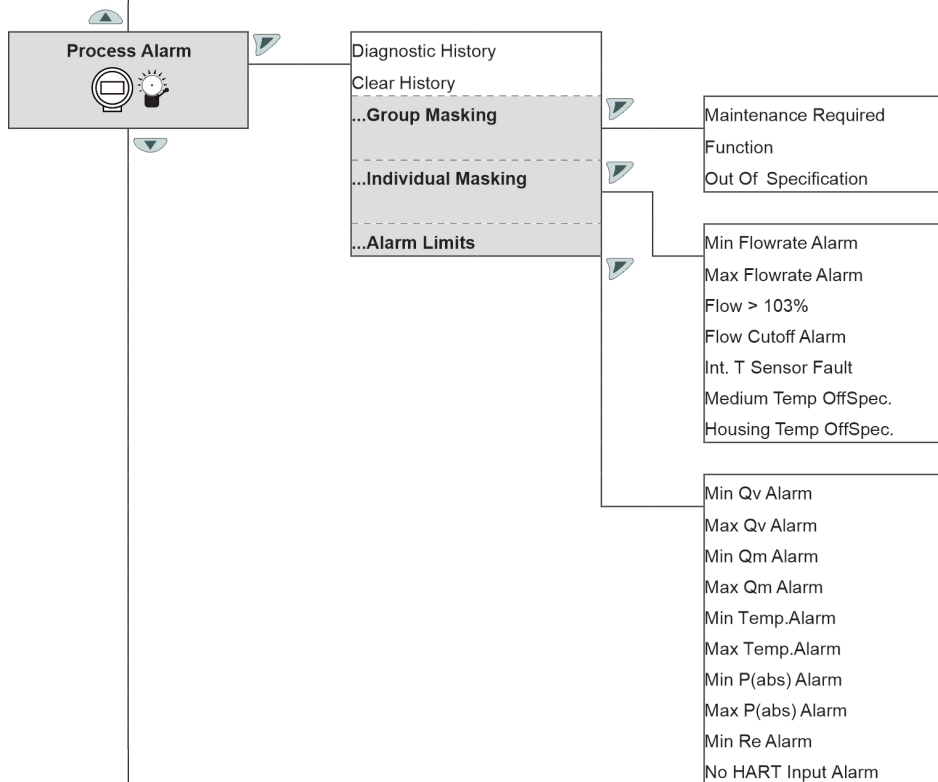 Process Alarm
Diagnostic History
Clear History
...Group Masking
...Individual Masking
...Alarm Limits
Maintenance Required
Function
Out Of Specification
Min Flowrate Alarm
Max Flowrate Alarm
Flow > 103%
Flow Cutoff Alarm
Int. T Sensor Fault
Medium Temp OffSpec.
Housing Temp OffSpec.
Min Qv Alarm
Max Qv Alarm
Min Qm Alarm
Max Qm Alarm
Min Temp.Alarm
Max Temp.Alarm
Min P(abs) Alarm
Max P(abs) Alarm
Min Re Alarm
No HART Input Alarm